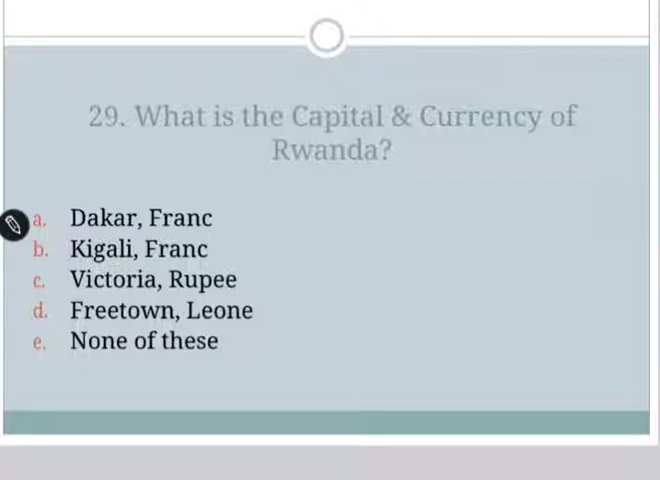 29. What is the Capital & Currency of
Rwanda?
a. Dakar, Franc
b. Kigali, Franc
c. Victoria, Rupee
d. Freetown, Leone
e. None of these